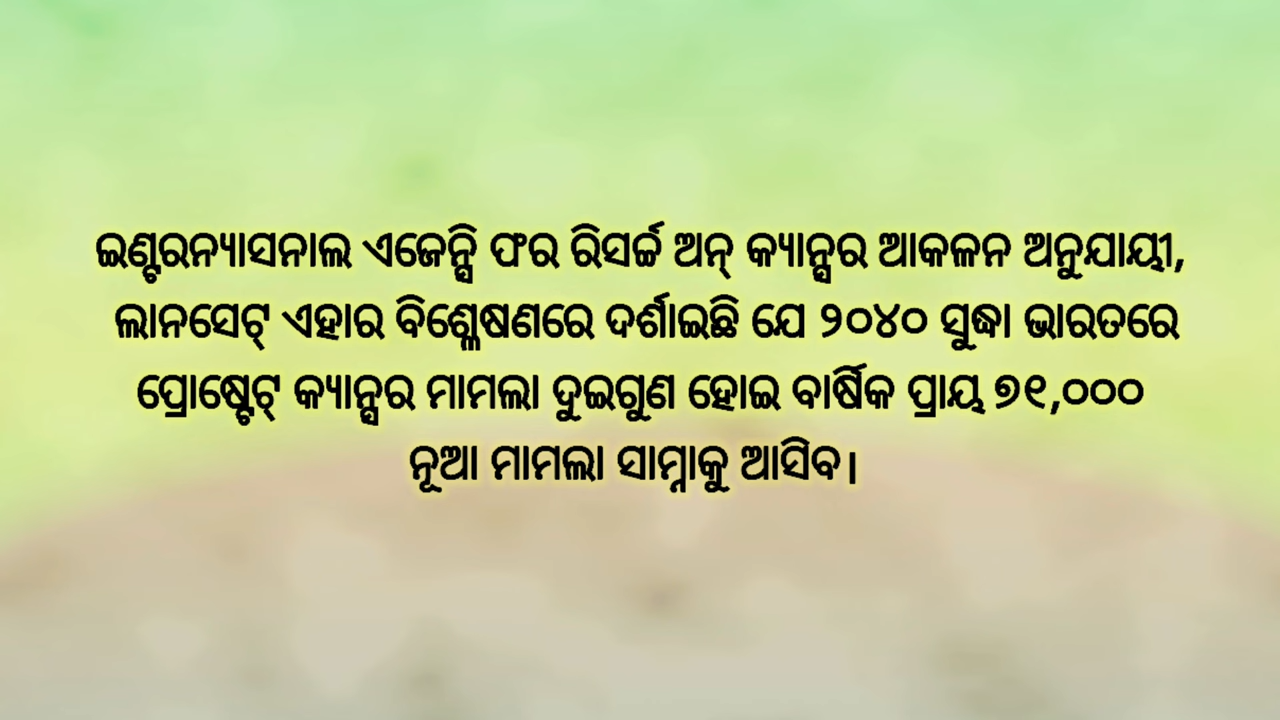 ଇଣ୍ଟରନ୍ୟାସନାଲ ଏଜେନ୍ସି ଫର ରିସର୍ଚ୍ଚ ଅନ୍ କ୍ୟାନ୍ସର ଆକଳନ ଅନୁଯାୟୀ,
ଲାନସେଟ୍ ଏହାର ବିଶ୍ଳେଷଣରେ ଦର୍ଶାଇଛି ଯେ ୨୦୪୦ ସୁଦ୍ଧା ଭାରତରେ
ପ୍ରୋଷ୍ଟେଟ୍ କ୍ୟାନ୍ସର ମାମଲା ଦୁଇଗୁଣ ହୋଇ ବାର୍ଷିକ ପ୍ରାୟ ୭୧,୦୦୦
ନୂଆ ମାମଲା ସାମ୍ନାକୁ ଆସିବ।